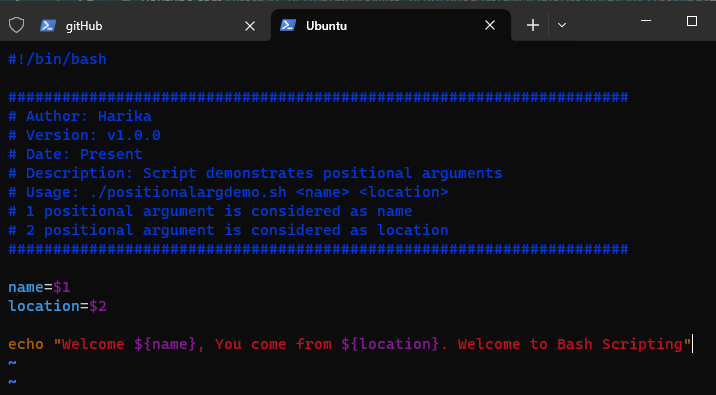 gitHub
Ubuntu
#!/bin/bash
#####################################################################
# Author: Harika
# Version: v1.0.0
# Date: Present
# Description: Script demonstrates positional arguments
# Usage: ./positionalargdemo.sh <name> <location>
# 1 positional argument is considered as name
# 2 positional argument is considered as location
#####################################################################
name=$1
location=$2
echo "Welcome ${name}, You come from ${location}. Welcome to Bash Scripting"
~
~